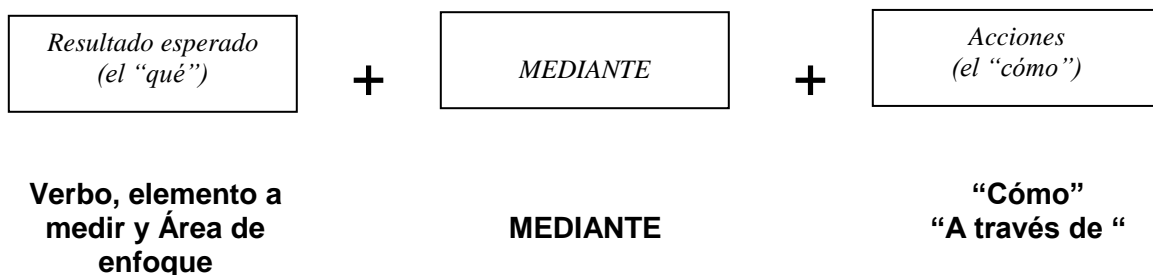 Resultado esperado
(el “qué”)
+
MEDIANTE
+
Acciones
(el “cómo”)
Verbo, elemento a
medir y Área de
enfoque
MEDIANTE
“Cómo”
“A través de “